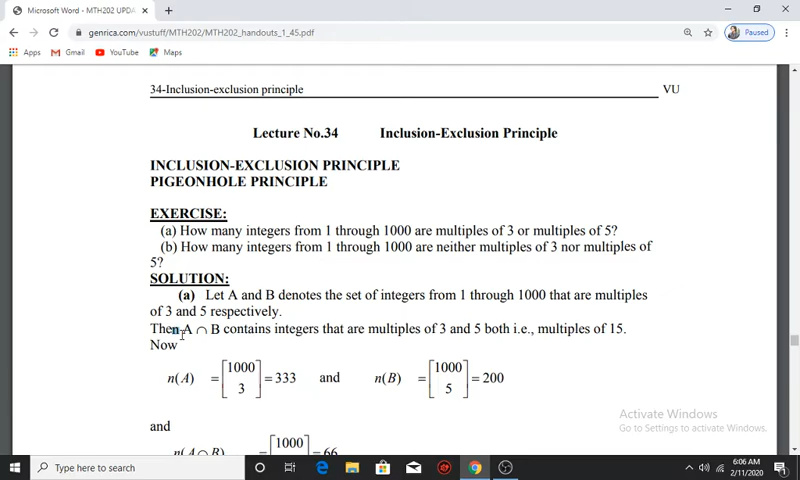 Microsoft Word - MTH202 UPDA
genrica.com/vustuff/MTH202/MTH202_handouts_1_45.pdf
Paused
Apps Gmail YouTube Maps
34-Inclusion-exclusion principle VU
Lecture No.34 Inclusion-Exclusion Principle
INCLUSION-EXCLUSION PRINCIPLE
PIGEONHOLE PRINCIPLE
EXERCISE:
(a) How many integers from 1 through 1000 are multiples of 3 or multiples of 5?
(b) How many integers from 1 through 1000 are neither multiples of 3 nor multiples of
5?
SOLUTION:
(a) Let A and B denotes the set of integers from 1 through 1000 that are multiples
of 3 and 5 respectively.
Then A ∩ B contains integers that are multiples of 3 and 5 both i.e., multiples of 15.
Now
n(A) = [1000 / 3] = 333 and n(B) = [1000 / 5] = 200
and
n(A ∩ B) = [1000 = 66
Activate Windows
Go to Settings to activate Windows.
Type here to search
6:06 AM
2/11/2020